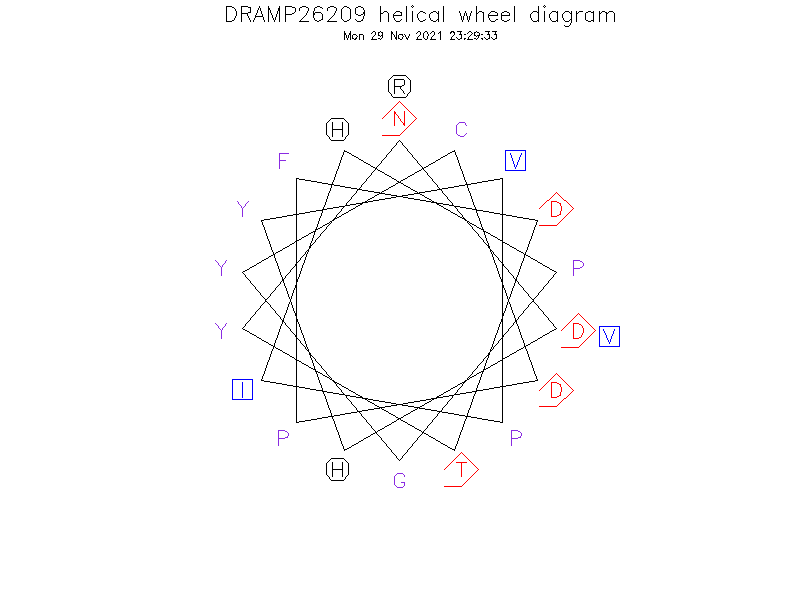 DRAMP26209 helical wheel diagram
Mon 29 Nov 2021 23:29:33
R
H N C
F V
Y D
Y P
Y D V
I D
P P
H G T